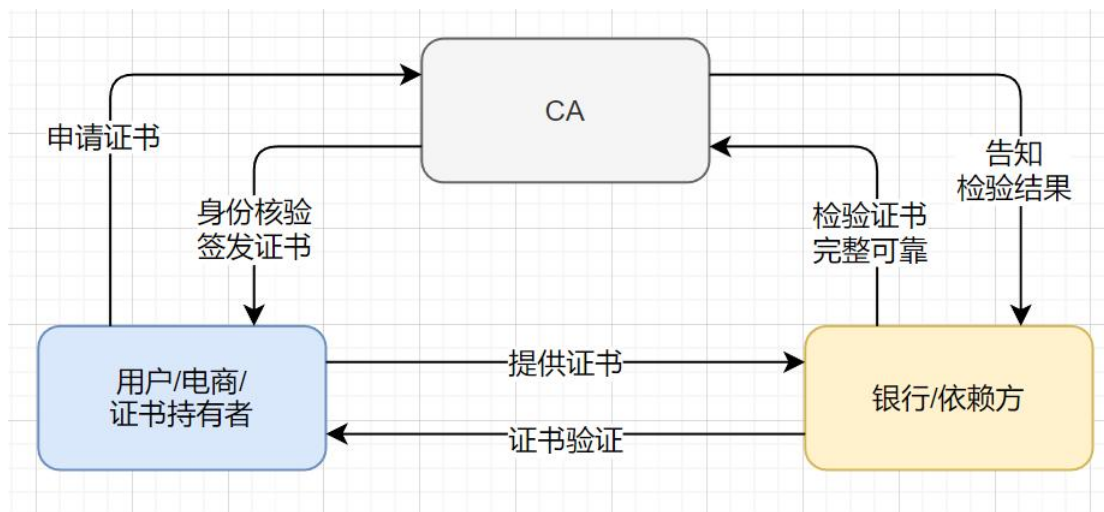 CA
申请证书
告知
检验结果
身份核验
签发证书
检验证书
完整可靠
用户/电商/
证书持有者
提供证书
银行/依赖方
证书验证